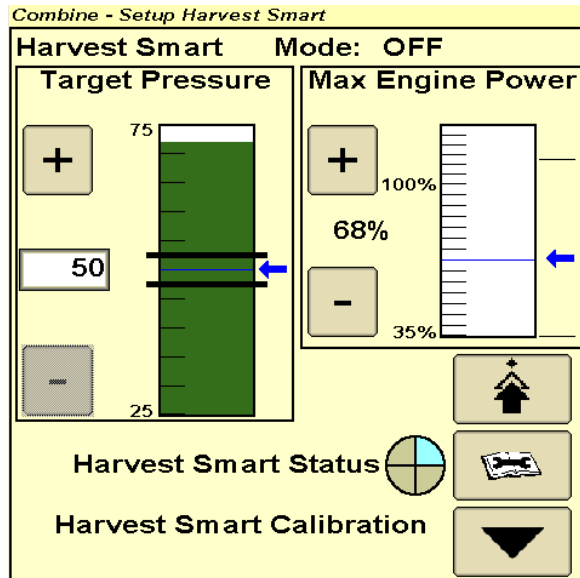 Combine - Setup Harvest Smart
Harvest Smart Mode: OFF
Target Pressure
+
75
50
-
25
Max Engine Power
+
100%
68%
-
35%
Harvest Smart Status
Harvest Smart Calibration